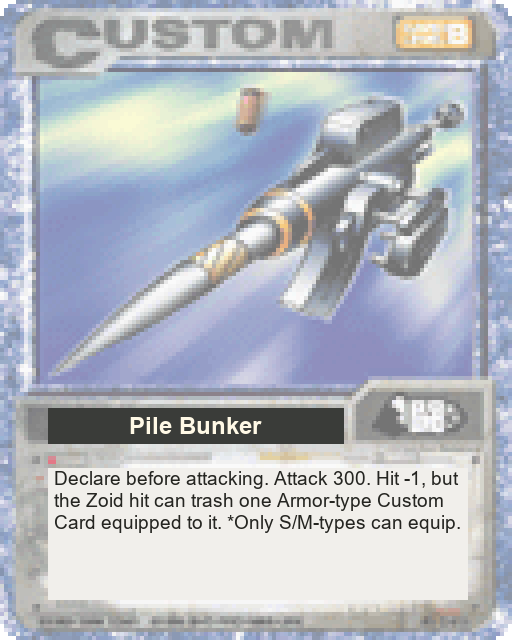 CUSTOM
B
Pile Bunker
Declare before attacking. Attack 300. Hit -1, but
the Zoid hit can trash one Armor-type Custom
Card equipped to it. *Only S/M-types can equip.